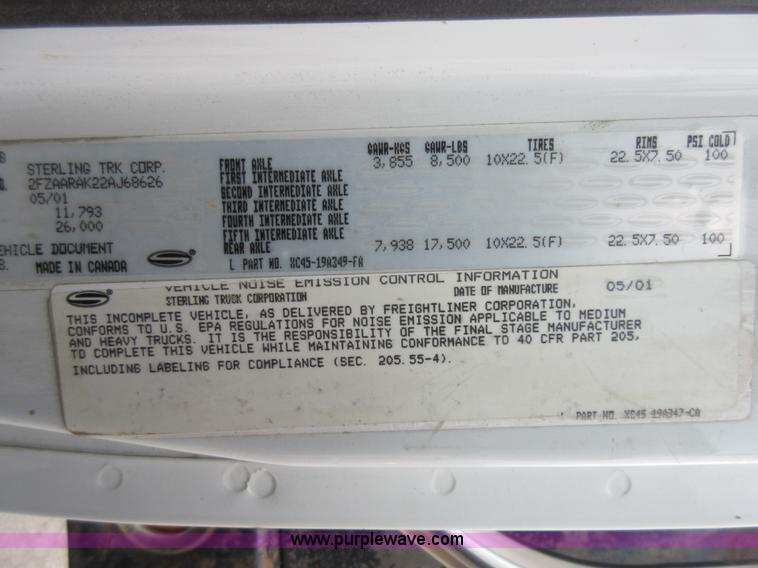 GAWR-KGS GAWR-LBS TIRES RIMS PSI COLD
STERLING TRK CORP. FRONT AXLE 3,855 8,500 10X22.5(F) 22.5X7.50 100
2FZAARAK22AJ68626 FIRST INTERMEDIATE AXLE
05/01 SECOND INTERMEDIATE AXLE
11,793 THIRD INTERMEDIATE AXLE
26,000 FOURTH INTERMEDIATE AXLE
FIFTH INTERMEDIATE AXLE
EHICLE DOCUMENT REAR AXLE 7,938 17,500 10X22.5(F) 22.5X7.50 100
MADE IN CANADA L PART NO. XC45-19A349-FA
VEHICLE NOISE EMISSION CONTROL INFORMATION
STERLING TRUCK CORPORATION DATE OF MANUFACTURE 05/01
THIS INCOMPLETE VEHICLE, AS DELIVERED BY FREIGHTLINER CORPORATION,
CONFORMS TO U.S. EPA REGULATIONS FOR NOISE EMISSION APPLICABLE TO MEDIUM
AND HEAVY TRUCKS. IT IS THE RESPONSIBILITY OF THE FINAL STAGE MANUFACTURER
TO COMPLETE THIS VEHICLE WHILE MAINTAINING CONFORMANCE TO 40 CFR PART 205,
INCLUDING LABELING FOR COMPLIANCE (SEC. 205.55-4).
PART NO. XC45-19A347-CA
www.purplewave.com